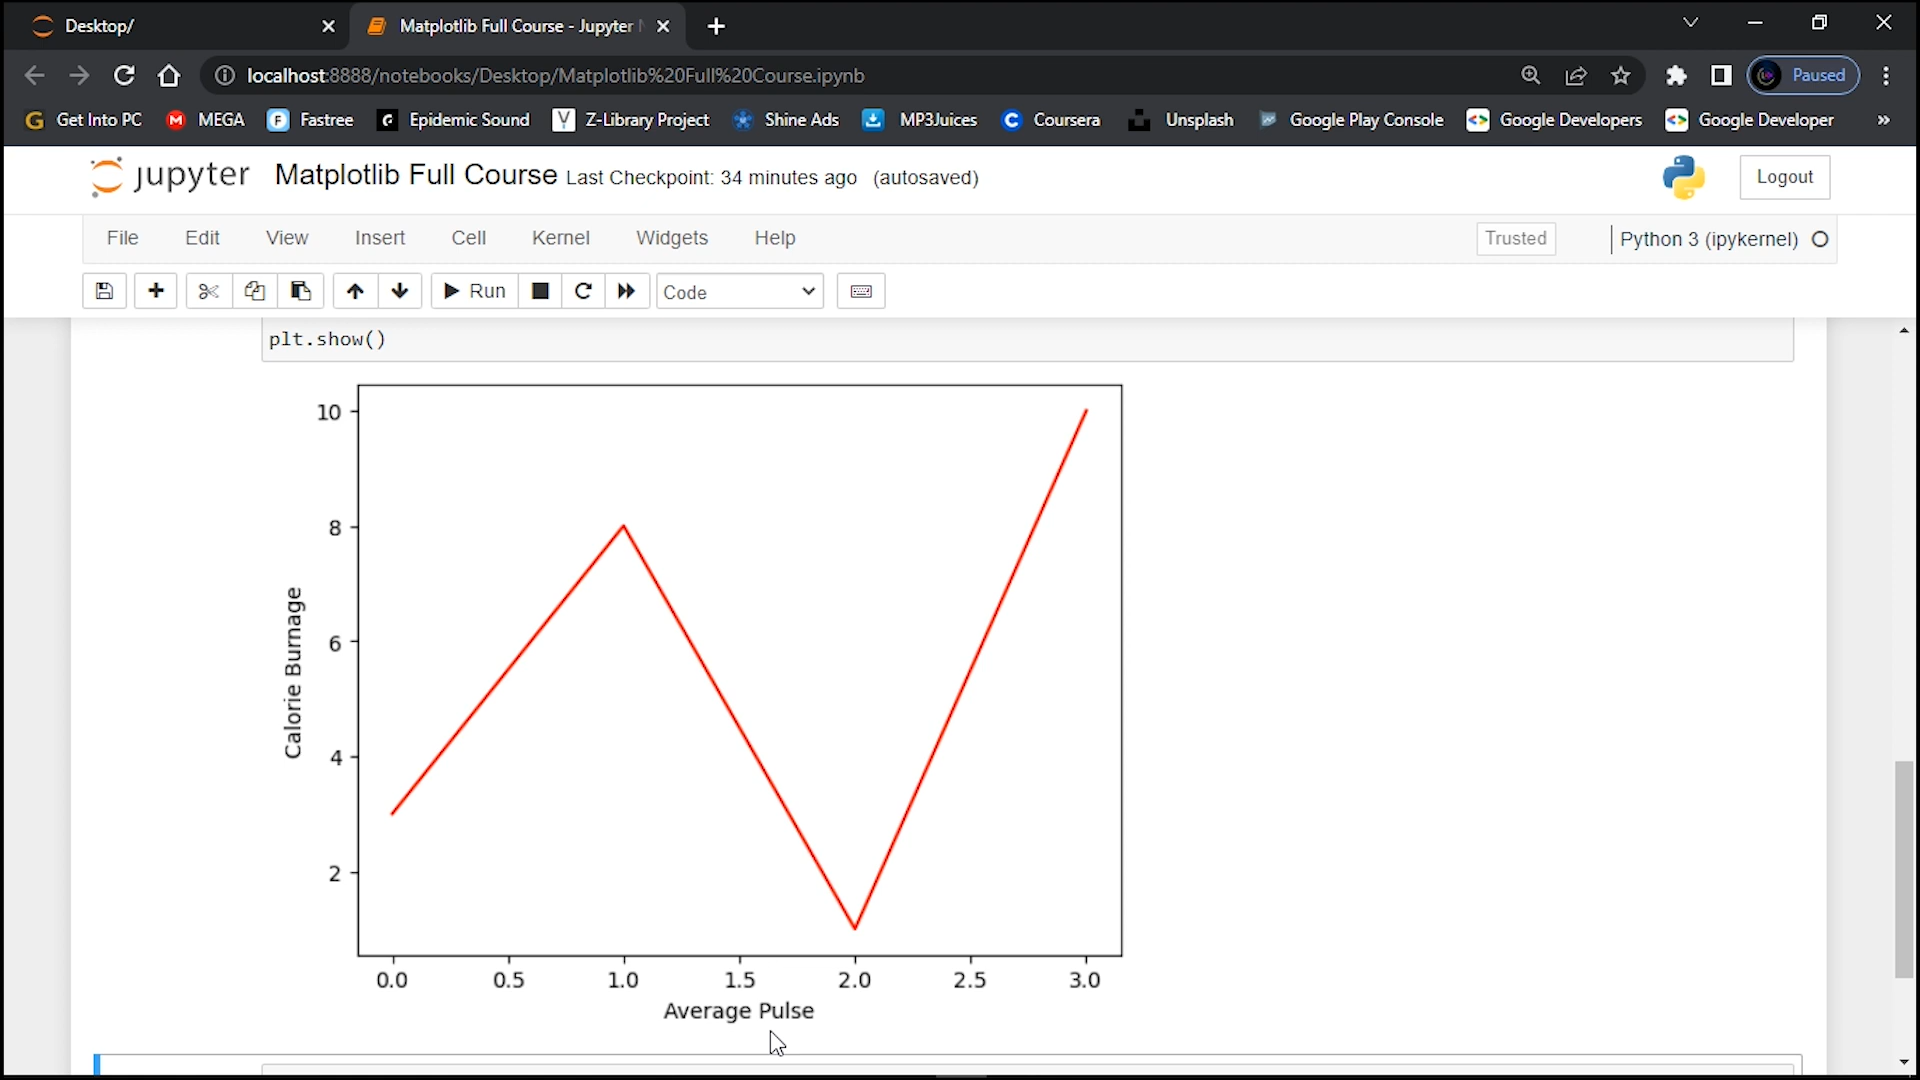 Desktop/
Matplotlib Full Course - Jupyter
localhost:8888/notebooks/Desktop/Matplotlib%20Full%20Course.ipynb
Paused
Get Into PC
MEGA
Fastree
Epidemic Sound
Z-Library Project
Shine Ads
MP3Juices
Coursera
Unsplash
Google Play Console
Google Developers
Google Developer
»
jupyter
Matplotlib Full Course Last Checkpoint: 34 minutes ago (autosaved)
Logout
File Edit View Insert Cell Kernel Widgets Help
Trusted
Python 3 (ipykernel)
Run
Code
plt.show()
10
8
6
4
2
Calorie Burnage
0.0 0.5 1.0 1.5 2.0 2.5 3.0
Average Pulse